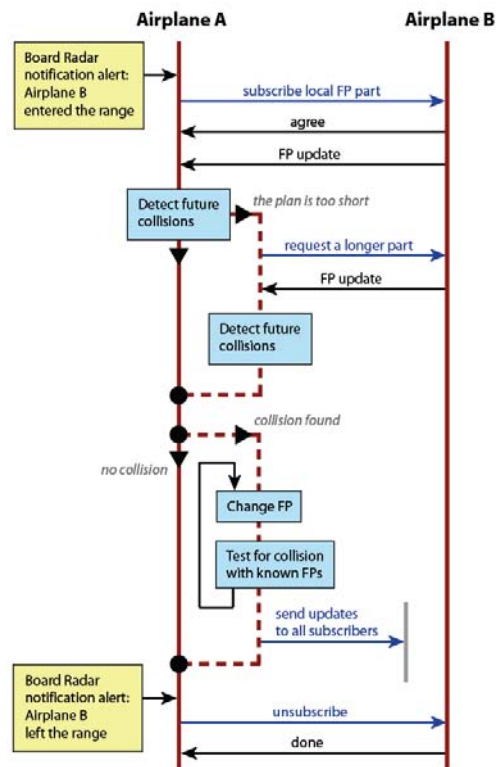 Airplane A
Airplane B
Board Radar
notification alert:
Airplane B
entered the range
subscribe local FP part
agree
FP update
Detect future
collisions
the plan is too short
request a longer part
FP update
Detect future
collisions
collision found
no collision
Change FP
Test for collision
with known FPs
send updates
to all subscribers
Board Radar
notification alert:
Airplane B
left the range
unsubscribe
done